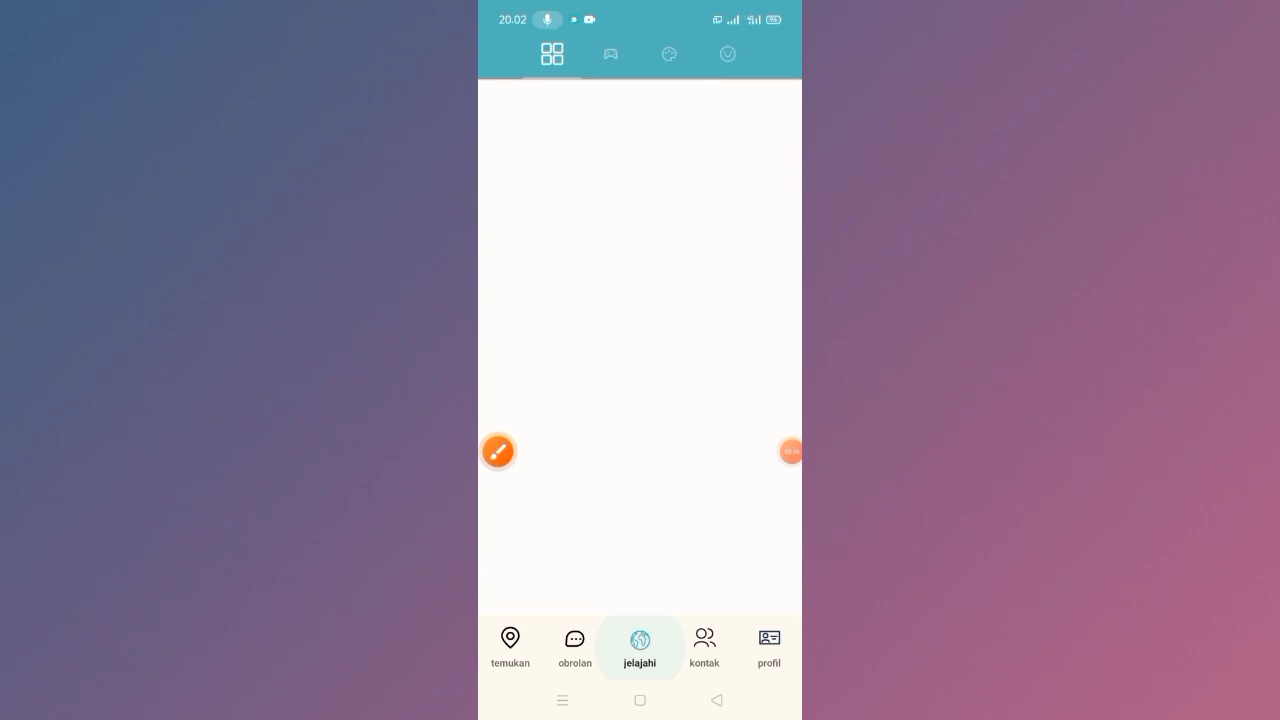 20.02
temukan
obrolan
jelajahi
kontak
profil